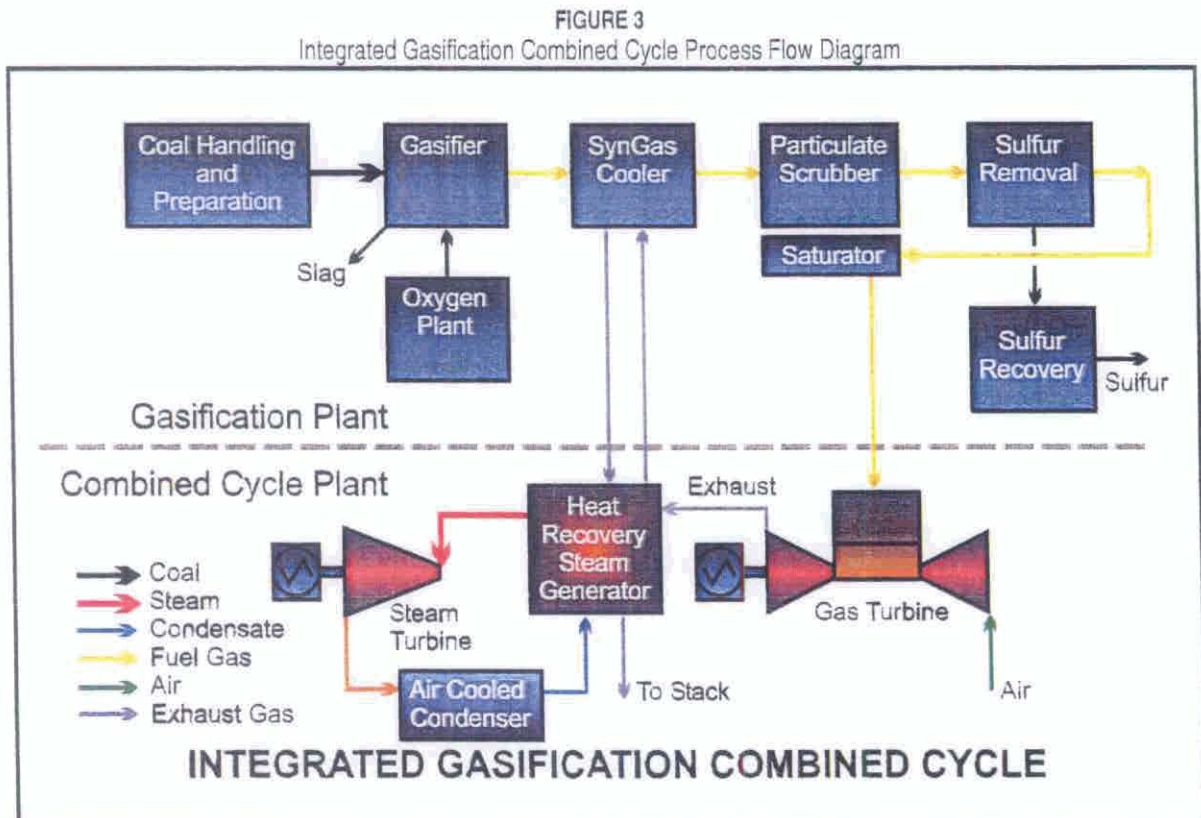 FIGURE 3
Integrated Gasification Combined Cycle Process Flow Diagram
Coal Handling
and
Preparation
Gasifier
SynGas
Cooler
Particulate
Scrubber
Sulfur
Removal
Slag
Saturator
Oxygen
Plant
Sulfur
Recovery
Sulfur
Gasification Plant
Combined Cycle Plant
Heat
Recovery
Steam
Generator
Exhaust
Coal
Steam
Condensate
Fuel Gas
Air
Exhaust Gas
Steam
Turbine
Gas Turbine
Air Cooled
Condenser
To Stack
Air
INTEGRATED GASIFICATION COMBINED CYCLE